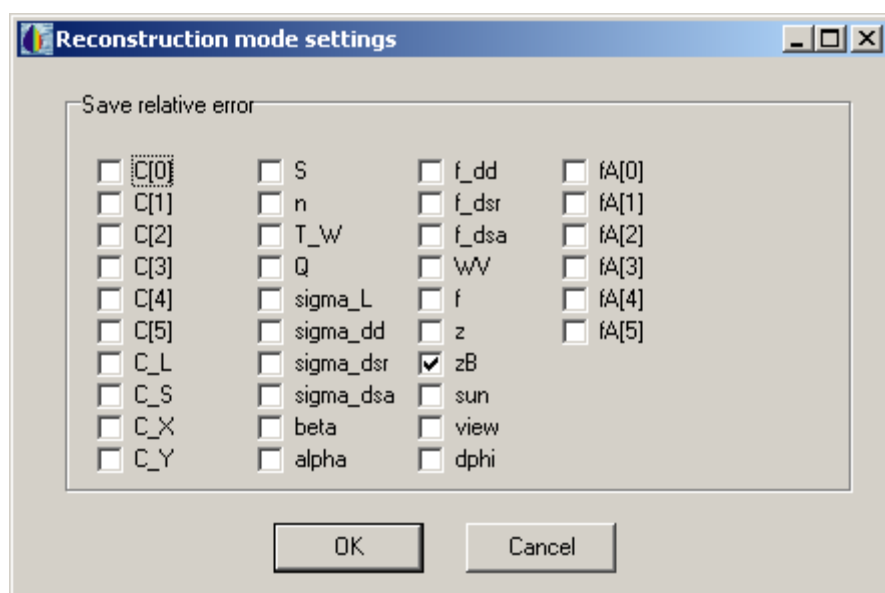 Reconstruction mode settings
Save relative error
C[0] S f_dd fA[0]
C[1] n f_dsr fA[1]
C[2] T_W f_dsa fA[2]
C[3] Q WV fA[3]
C[4] sigma_L f fA[4]
C[5] sigma_dd z fA[5]
C_L sigma_dsr zB
C_S sigma_dsa sun
C_X beta view
C_Y alpha dphi
OK Cancel